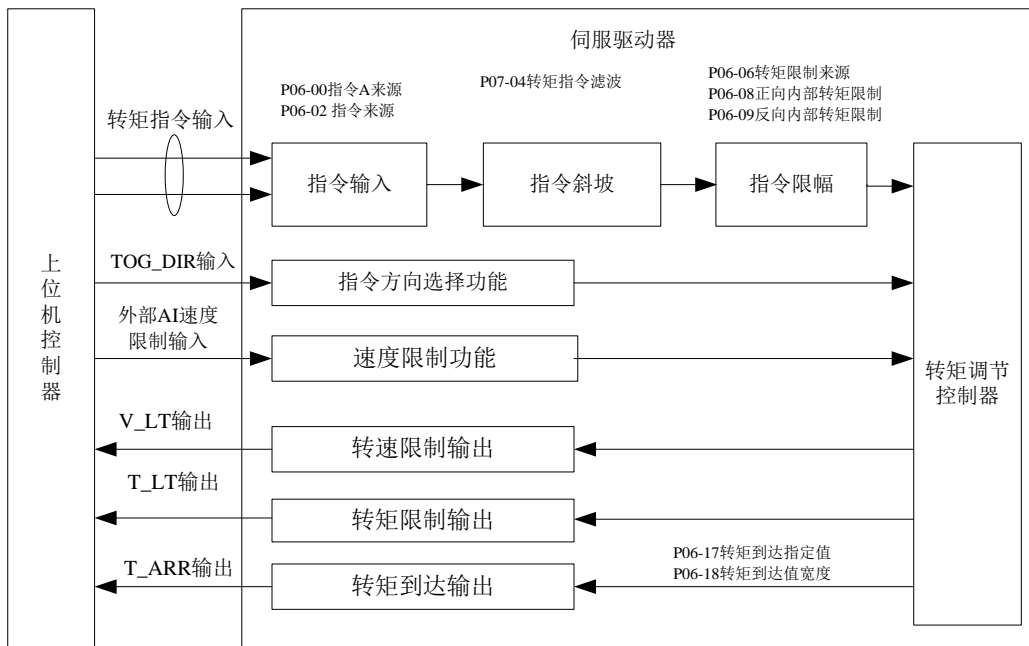 伺服驱动器
P06-00指令A来源
P06-02 指令来源
P07-04转矩指令滤波
P06-06转矩限制来源
P06-08正向内部转矩限制
P06-09反向内部转矩限制
转矩指令输入
指令输入
指令斜坡
指令限幅
上位机控制器
TOG_DIR输入
指令方向选择功能
外部AI速度
限制输入
速度限制功能
转矩调节
控制器
V_LT输出
转速限制输出
T_LT输出
转矩限制输出
P06-17转矩到达指定值
P06-18转矩到达值宽度
T_ARR输出
转矩到达输出